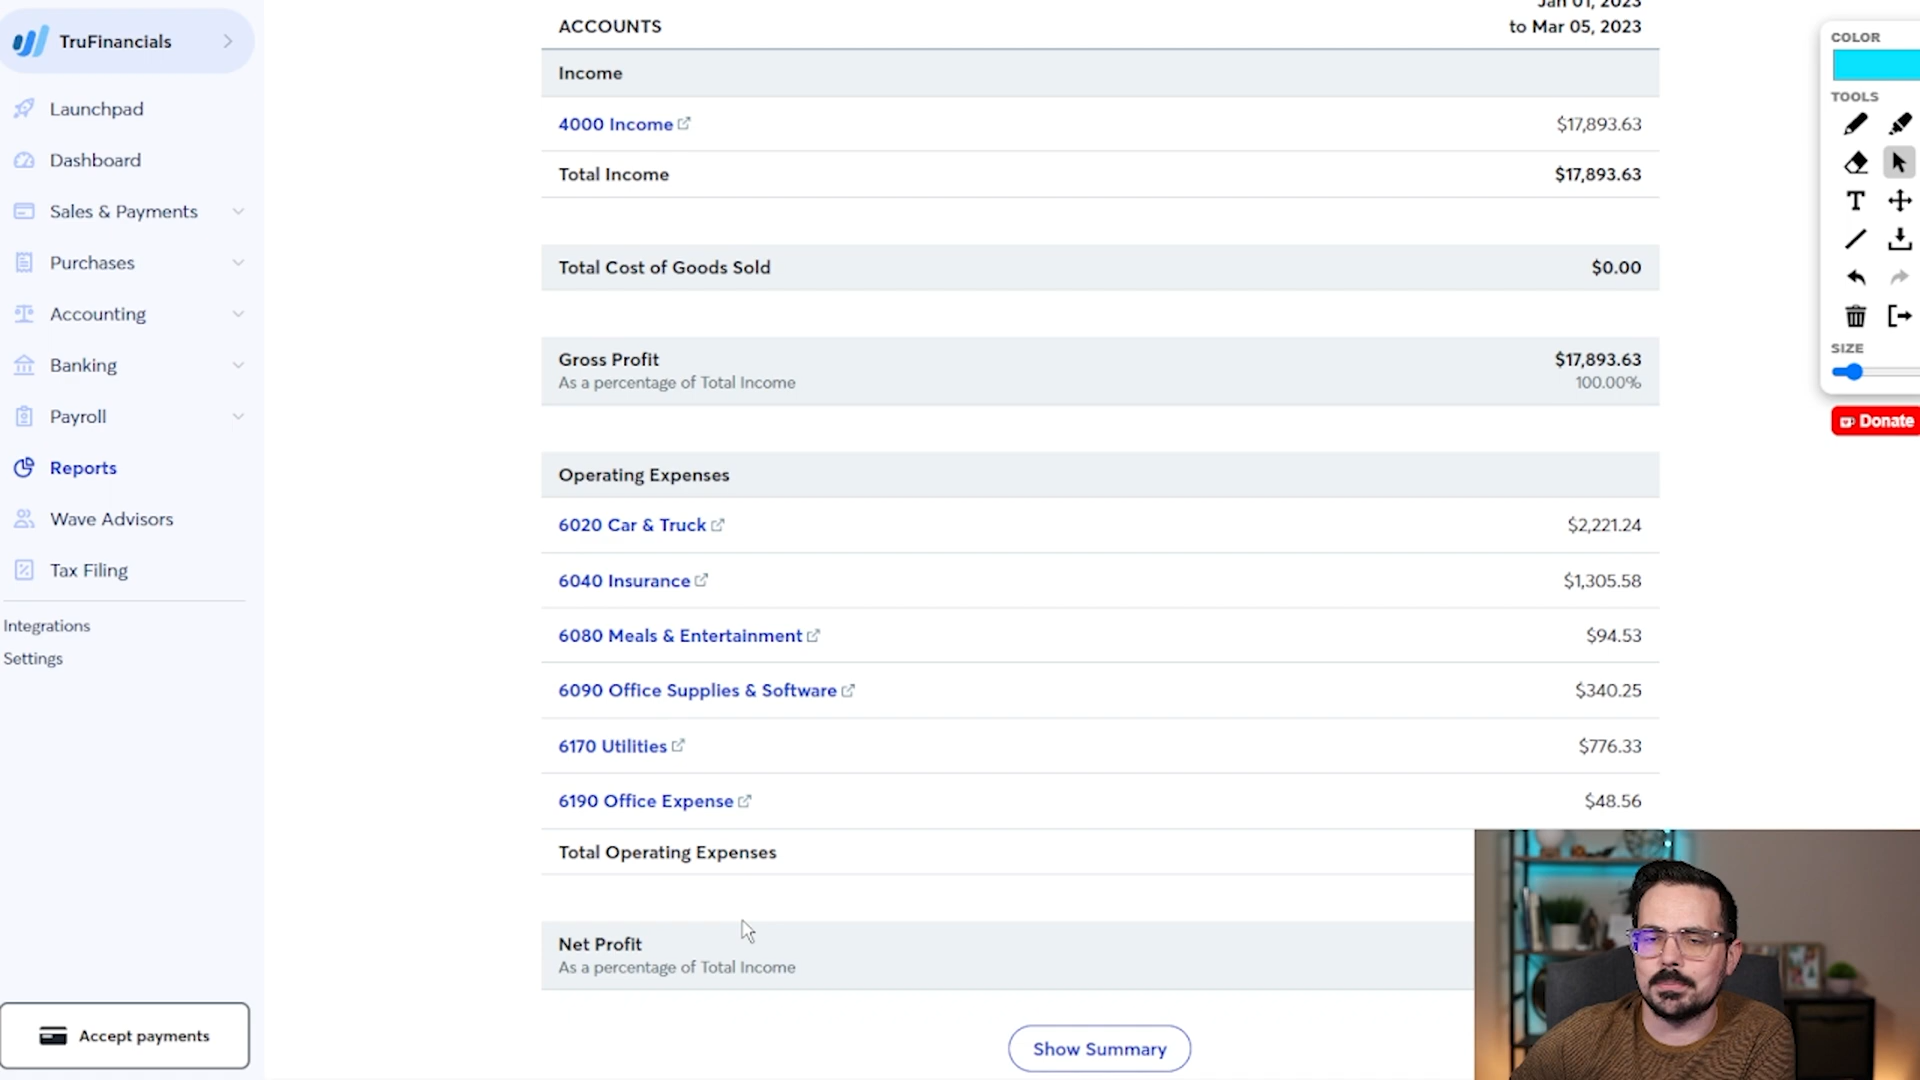 TruFinancials
Launchpad
Dashboard
Sales & Payments
Purchases
Accounting
Banking
Payroll
Reports
Wave Advisors
Tax Filing
Integrations
Settings
Accept payments
Jan 01, 2023
ACCOUNTS to Mar 05, 2023
Income
4000 Income $17,893.63
Total Income $17,893.63
Total Cost of Goods Sold $0.00
Gross Profit $17,893.63
As a percentage of Total Income 100.00%
Operating Expenses
6020 Car & Truck $2,221.24
6040 Insurance $1,305.58
6080 Meals & Entertainment $94.53
6090 Office Supplies & Software $340.25
6170 Utilities $776.33
6190 Office Expense $48.56
Total Operating Expenses
Net Profit
As a percentage of Total Income
Show Summary
COLOR
TOOLS
T
SIZE
Donate